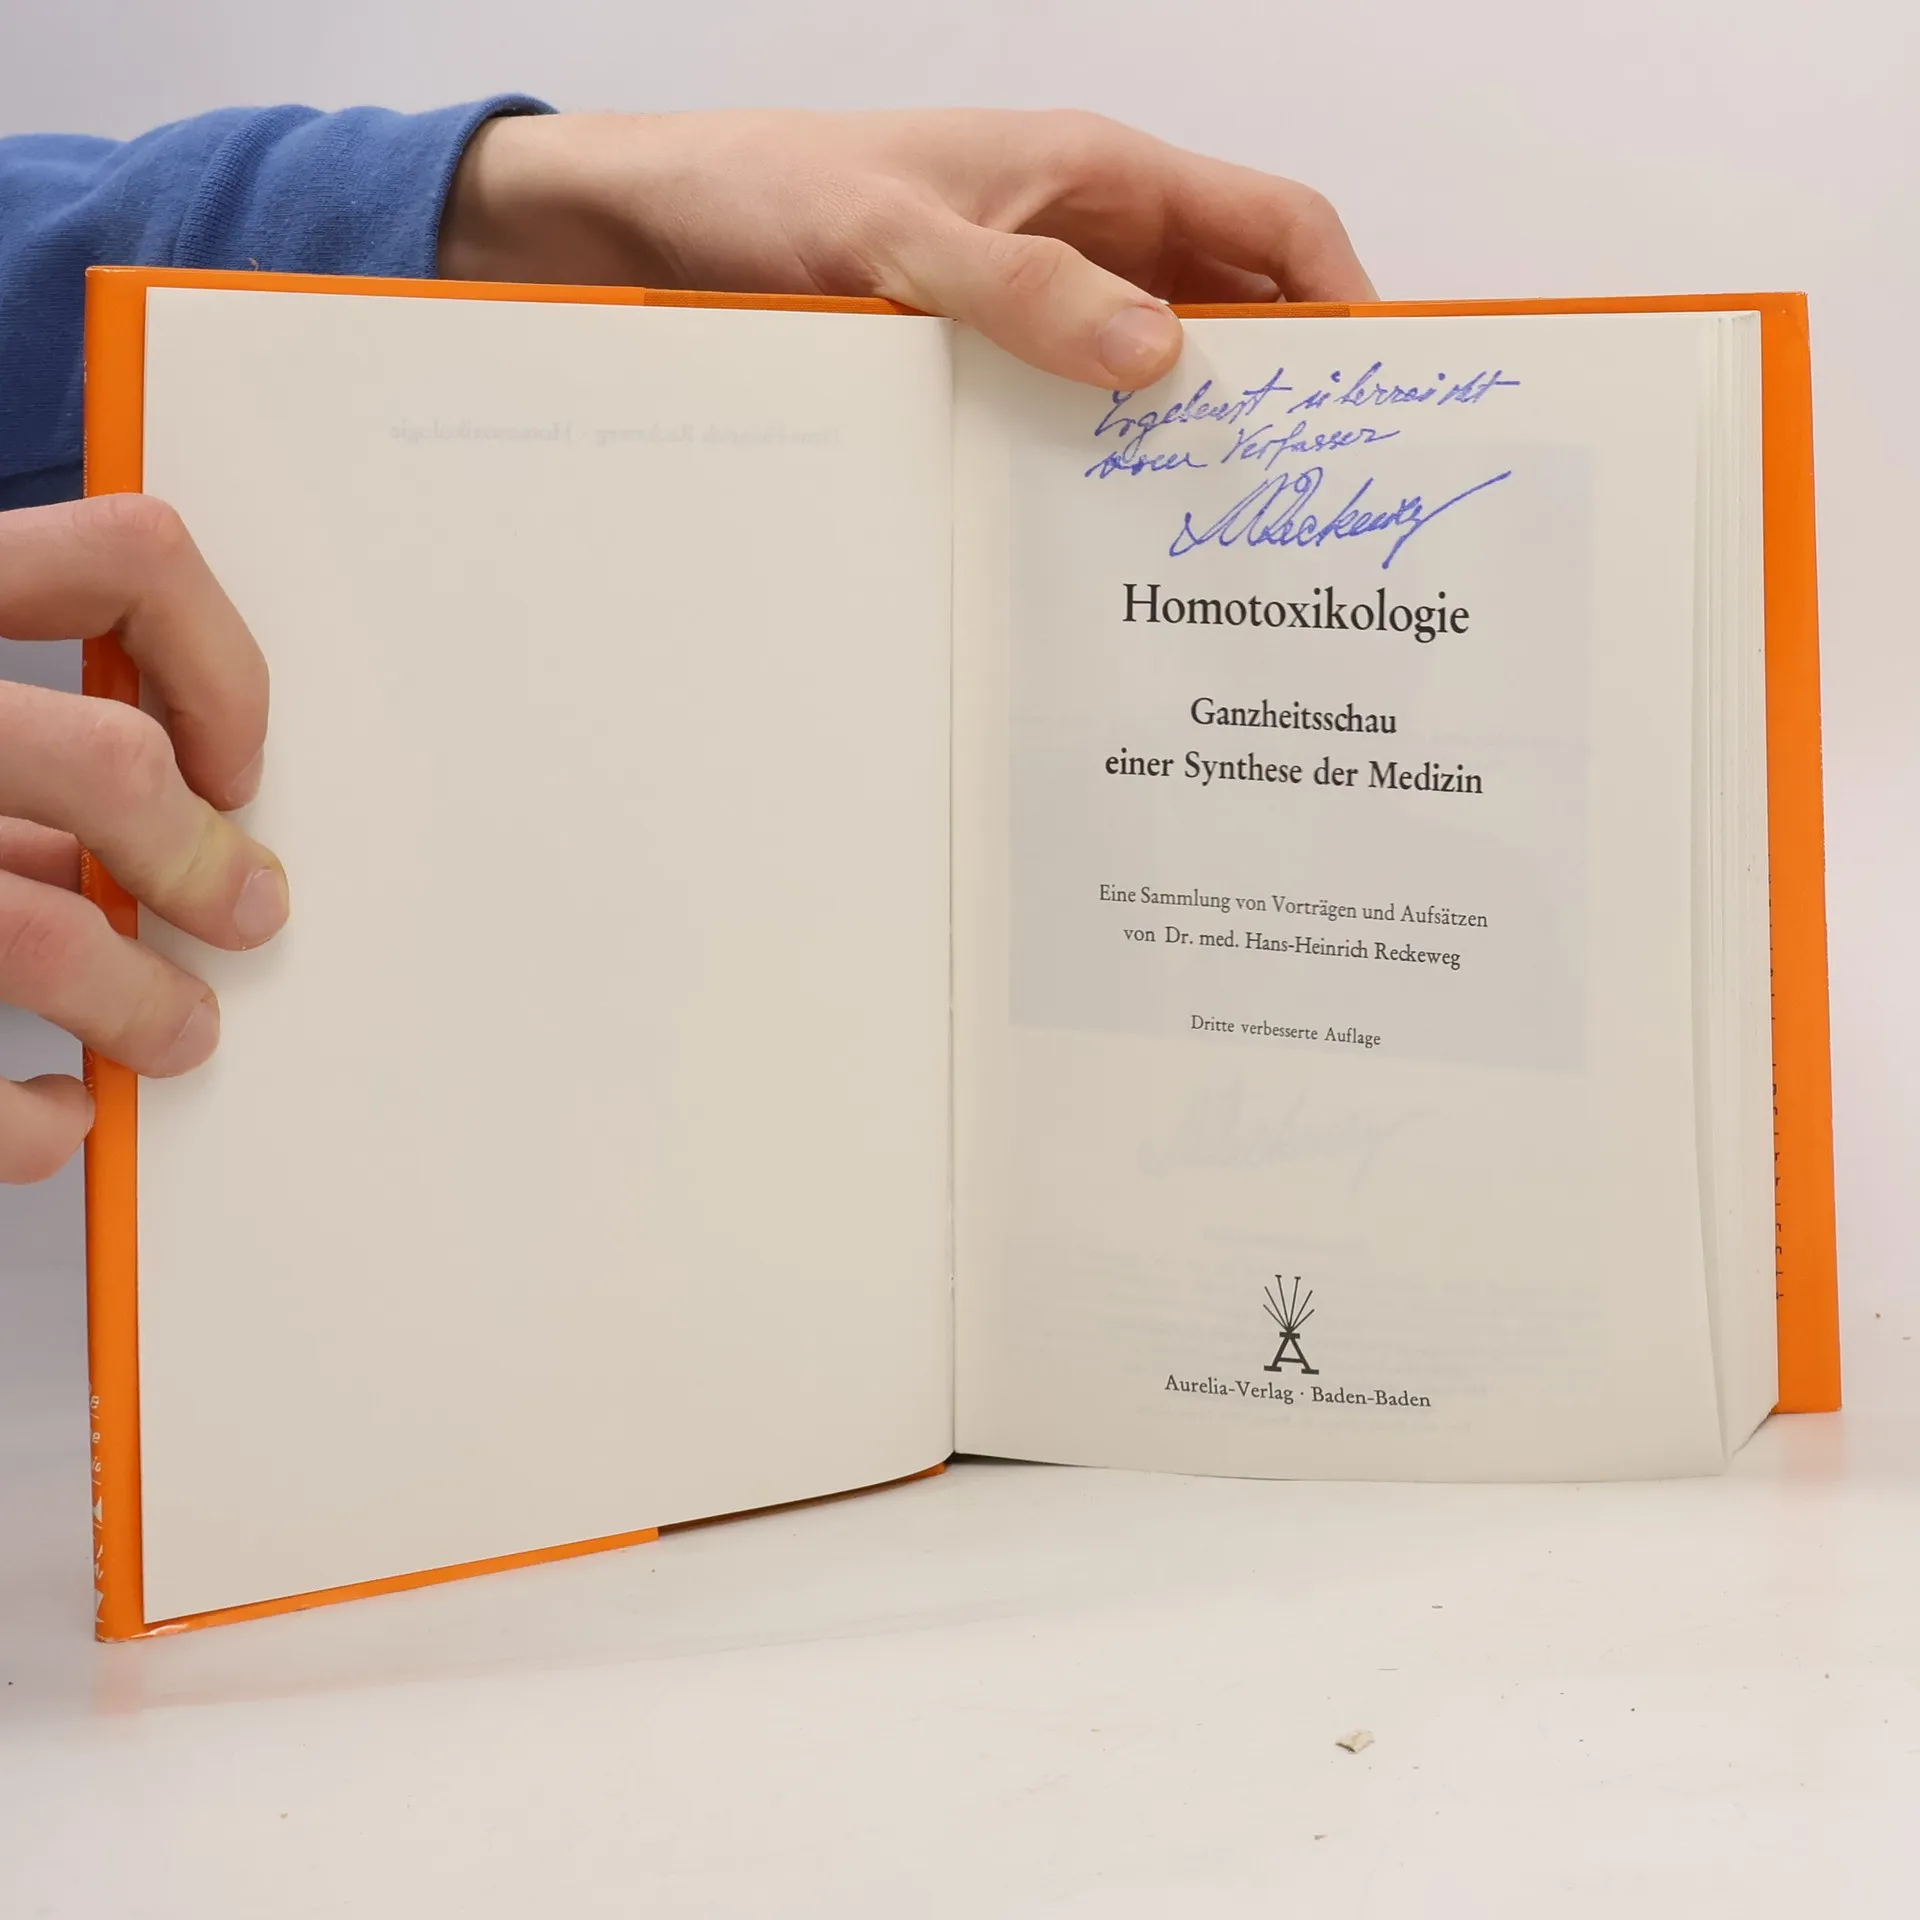 Ergebenst überreicht
vom Verfasser
Reckeweg
Homotoxikologie
Ganzheitsschau
einer Synthese der Medizin
Eine Sammlung von Vorträgen und Aufsätzen
von Dr. med. Hans-Heinrich Reckeweg
Dritte verbesserte Auflage
A
Aurelia-Verlag · Baden-Baden